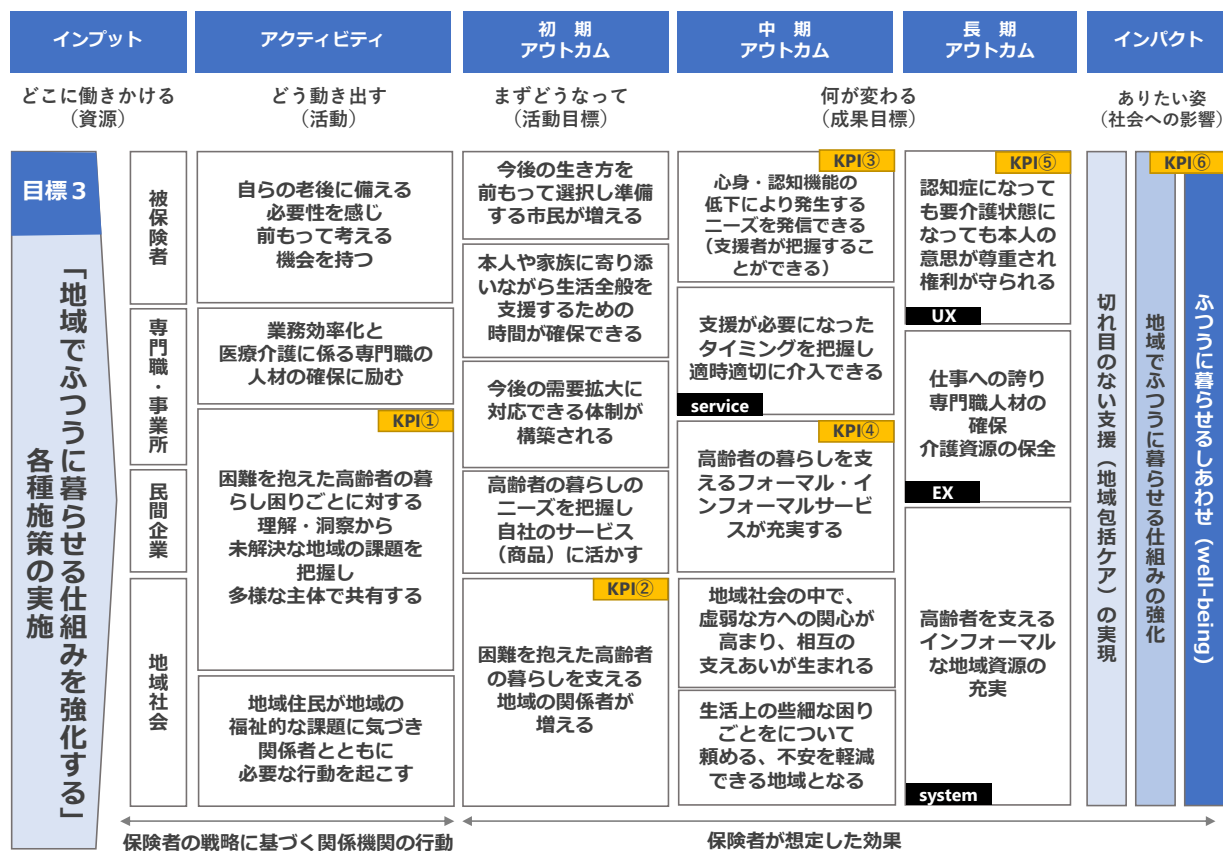 インプット
アクティビティ
初 期
アウトカム
中 期
アウトカム
長 期
アウトカム
インパクト
どこに働きかける
（資源）
どう動き出す
（活動）
まずどうなって
（活動目標）
何が変わる
（成果目標）
ありたい姿
（社会への影響）
目標３
「地域でふつうに暮らせる仕組みを強化する」
各種施策の実施
被保険者
専門職・事業所
民間企業
地域社会
自らの老後に備える
必要性を感じ
前もって考える
機会を持つ
業務効率化と
医療介護に係る専門職の
人材の確保に励む
KPI①
困難を抱えた高齢者の暮
らし困りごとに対する
理解・洞察から
未解決な地域の課題を
把握し
多様な主体で共有する
地域住民が地域の
福祉的な課題に気づき
関係者とともに
必要な行動を起こす
今後の生き方を
前もって選択し準備
する市民が増える
本人や家族に寄り添
いながら生活全般を
支援するための
時間が確保できる
今後の需要拡大に
対応できる体制が
構築される
高齢者の暮らしの
ニーズを把握し
自社のサービス
（商品）に活かす
KPI②
困難を抱えた高齢者
の暮らしを支える
地域の関係者が
増える
KPI③
心身・認知機能の
低下により発生する
ニーズを発信できる
（支援者が把握するこ
とができる）
支援が必要になった
タイミングを把握し
適時適切に介入できる
service
KPI④
高齢者の暮らしを支
えるフォーマル・イ
ンフォーマルサービ
スが充実する
地域社会の中で、
虚弱な方への関心が
高まり、相互の
支えあいが生まれる
生活上の些細な困り
ごとをについて
頼める、不安を軽減
できる地域となる
KPI⑤
認知症になって
も要介護状態に
なっても本人の
意思が尊重され
権利が守られる
UX
仕事への誇り
専門職人材の
確保
介護資源の保全
EX
高齢者を支える
インフォーマル
な地域資源の
充実
system
KPI⑥
切れ目のない支援（地域包括ケア）の実現
地域でふつうに暮らせる仕組みの強化
ふつうに暮らせるしあわせ（well-being)
保険者の戦略に基づく関係機関の行動
保険者が想定した効果